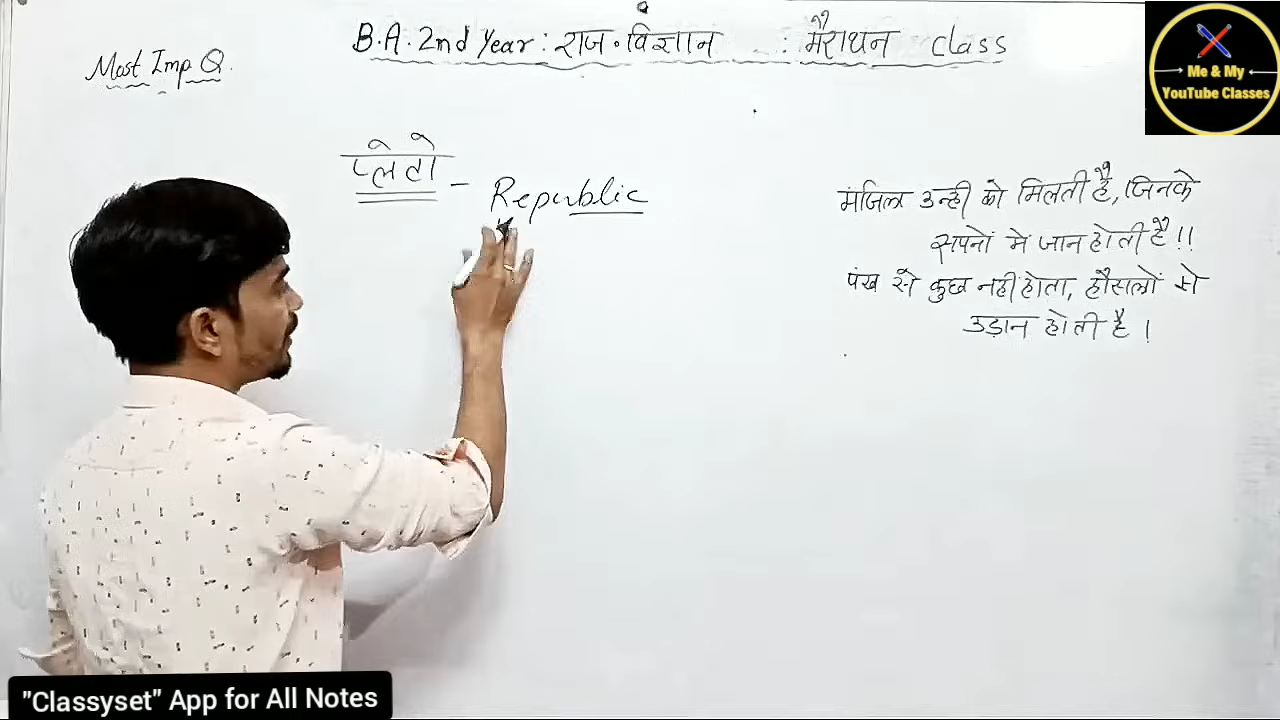 B.A. 2nd Year : राज॰ विज्ञान : मैराथन class
Most Imp Q.
Me & My
YouTube Classes
प्लेटो - Republic
मंजिल उन्ही को मिलती है, जिनके
सपनों में जान होती है !!
पंख से कुछ नहीं होता, हौसलों से
उड़ान होती है ।
"Classyset" App for All Notes